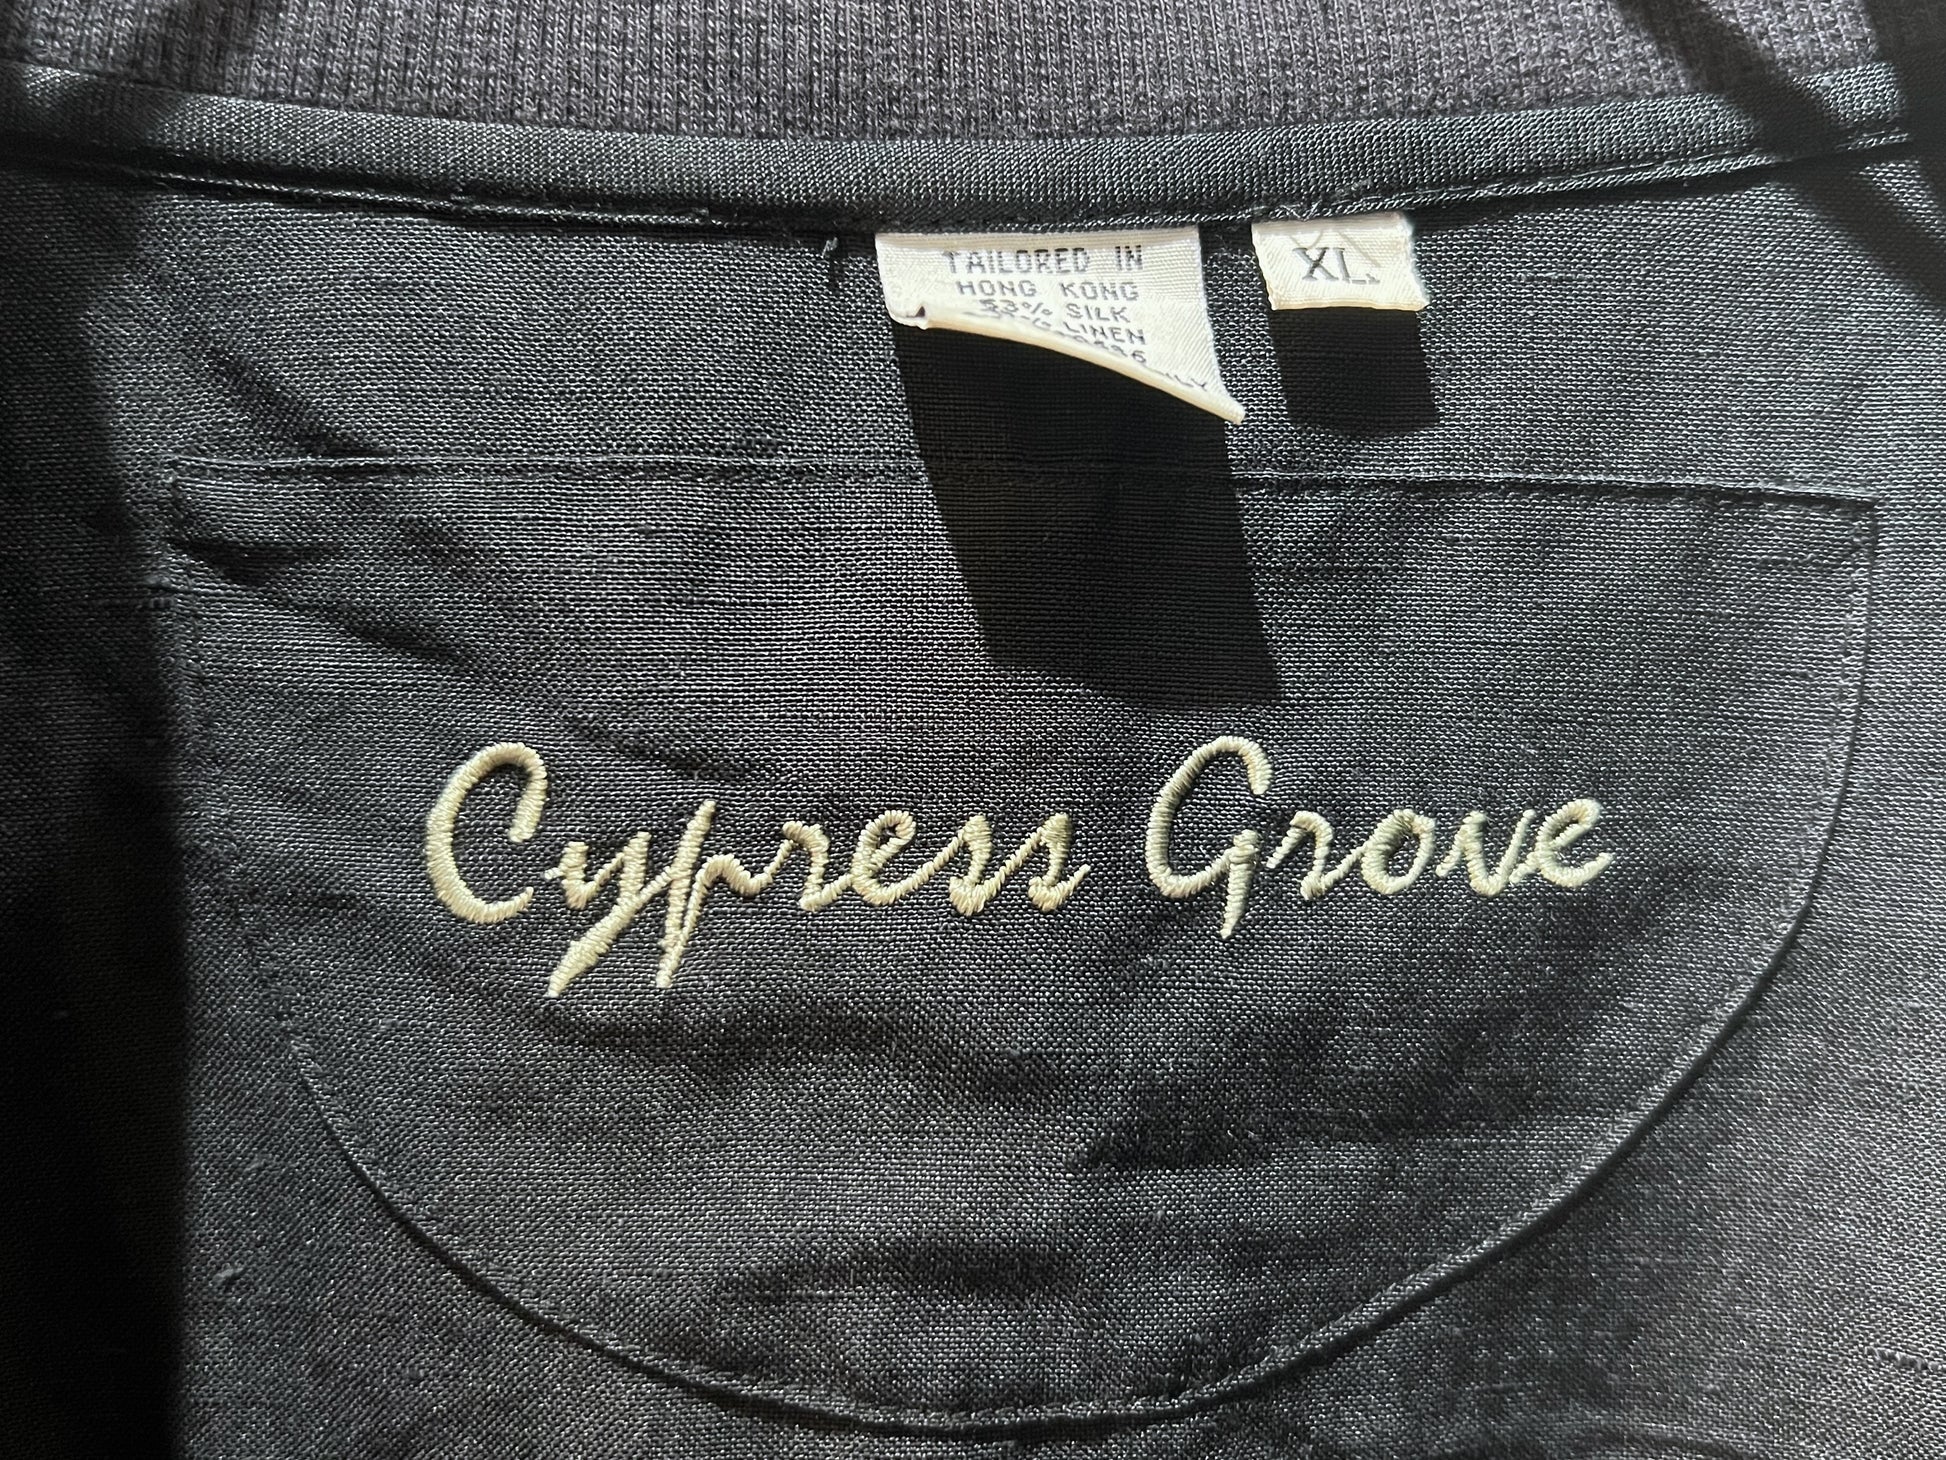 TAILORED IN
HONG KONG
SILK
LINEN
XL
Cypress Grove